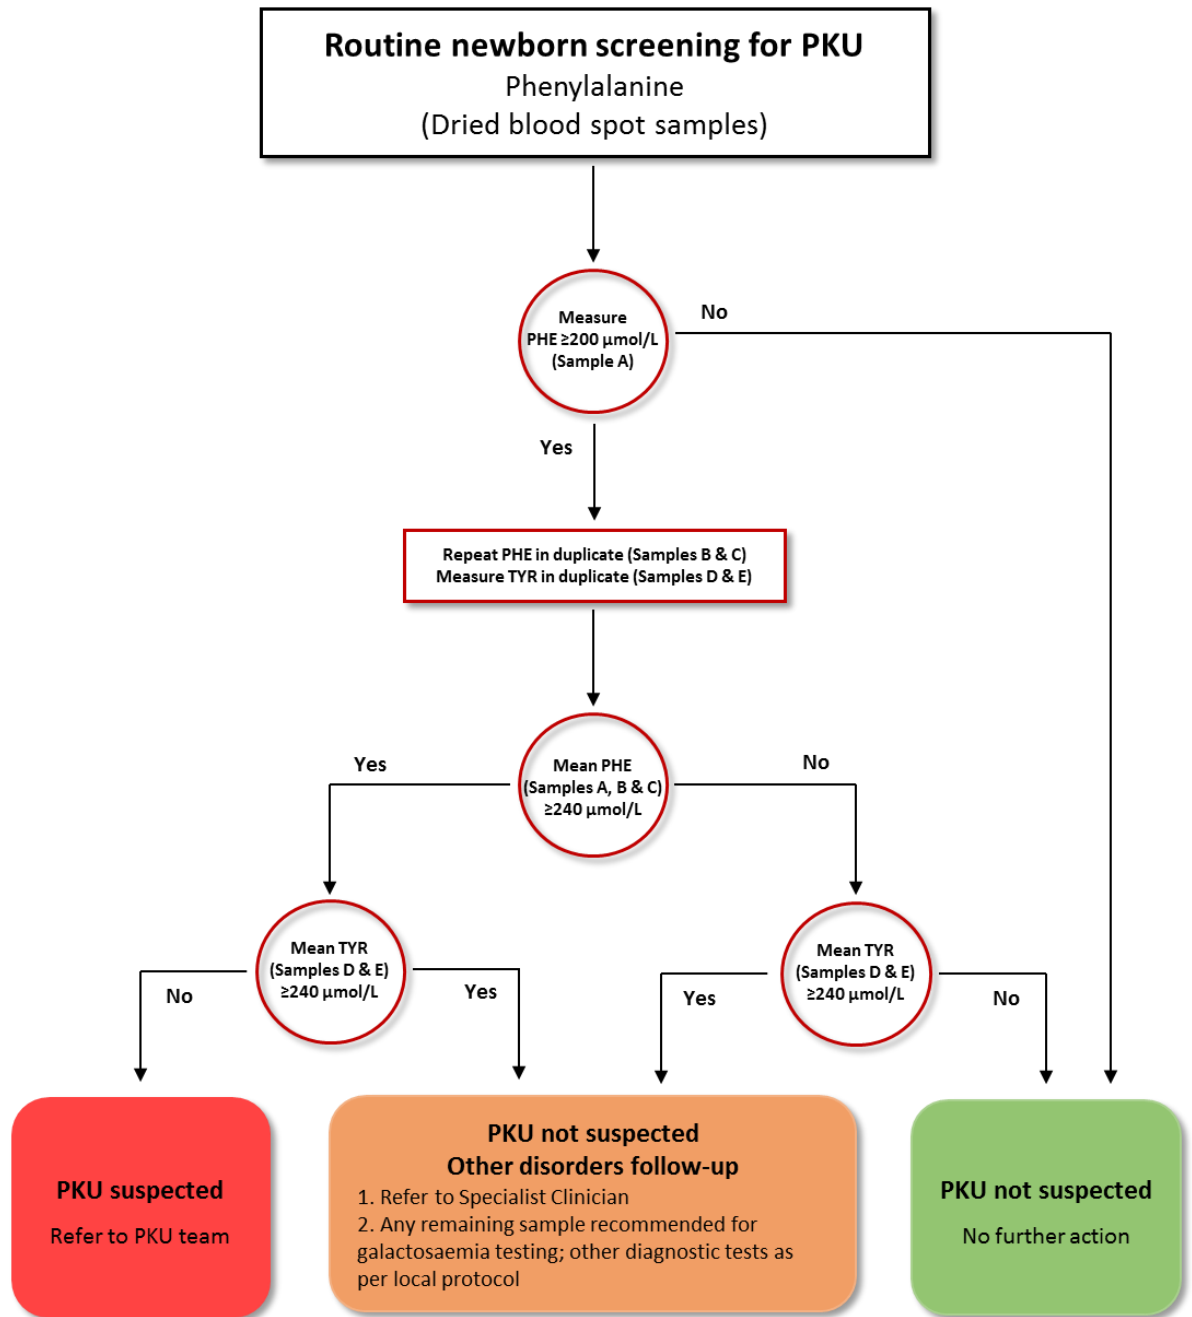 Routine newborn screening for PKU
Phenylalanine
(Dried blood spot samples)
Measure
PHE ≥200 µmol/L
(Sample A)
No
Yes
Repeat PHE in duplicate (Samples B & C)
Measure TYR in duplicate (Samples D & E)
Mean PHE
(Samples A, B & C)
≥240 µmol/L
Yes
No
Mean TYR
(Samples D & E)
≥240 µmol/L
No
Yes
Mean TYR
(Samples D & E)
≥240 µmol/L
Yes
No
PKU suspected
Refer to PKU team
PKU not suspected
Other disorders follow-up
1. Refer to Specialist Clinician
2. Any remaining sample recommended for
galactosaemia testing; other diagnostic tests as
per local protocol
PKU not suspected
No further action